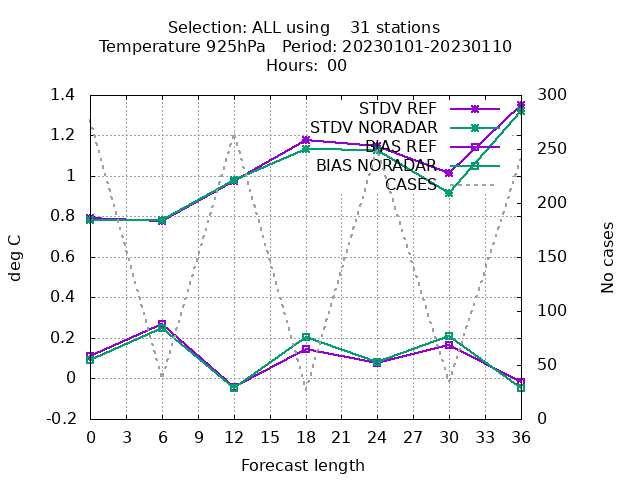 Selection: ALL using    31 stations
Temperature 925hPa   Period: 20230101-20230110
Hours:  00
1.4
1.2
1
0.8
0.6
0.4
0.2
0
-0.2
300
250
200
150
100
50
0
0 3 6 9 12 15 18 21 24 27 30 33 36
deg C
No cases
Forecast length
STDV REF
STDV NORADAR
BIAS REF
BIAS NORADAR
CASES